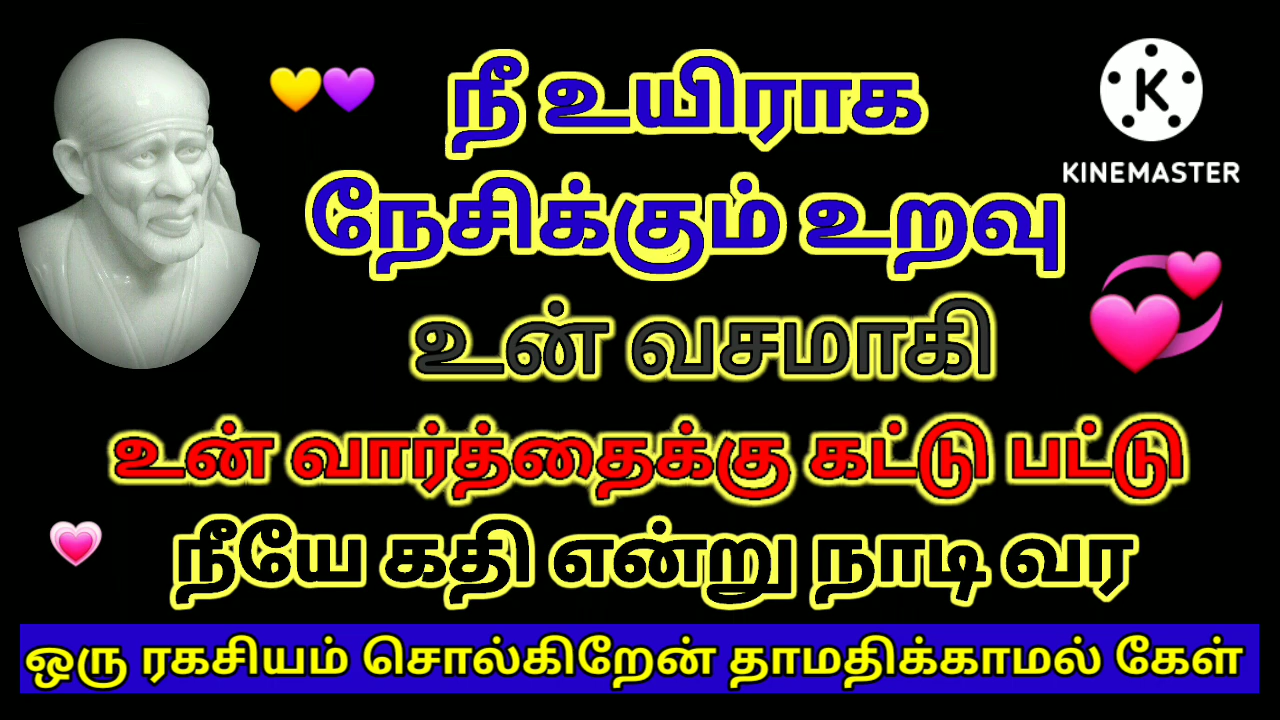 நீ உயிராக
நேசிக்கும் உறவு
உன் வசமாகி
உன் வார்த்தைக்கு கட்டு பட்டு
நீயே கதி என்று நாடி வர
ஒரு ரகசியம் சொல்கிறேன் தாமதிக்காமல் கேள்
K
KINEMASTER